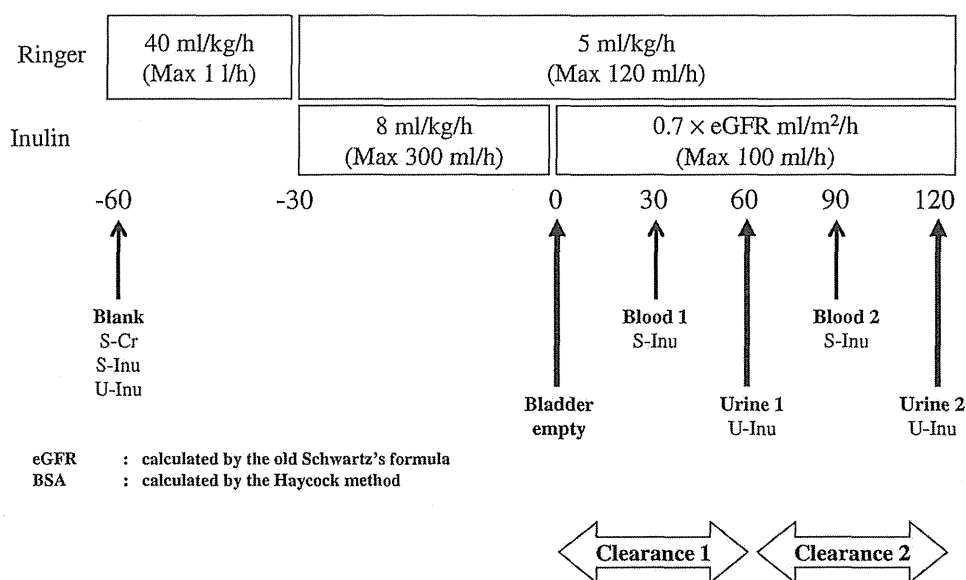 Ringer
40 ml/kg/h
(Max 1 l/h)
5 ml/kg/h
(Max 120 ml/h)
Inulin
8 ml/kg/h
(Max 300 ml/h)
0.7 × eGFR ml/m²/h
(Max 100 ml/h)
-60 -30 0 30 60 90 120
Blank
S-Cr
S-Inu
U-Inu
Blood 1
S-Inu
Blood 2
S-Inu
Bladder
empty
Urine 1
U-Inu
Urine 2
U-Inu
eGFR : calculated by the old Schwartz's formula
BSA : calculated by the Haycock method
Clearance 1 Clearance 2